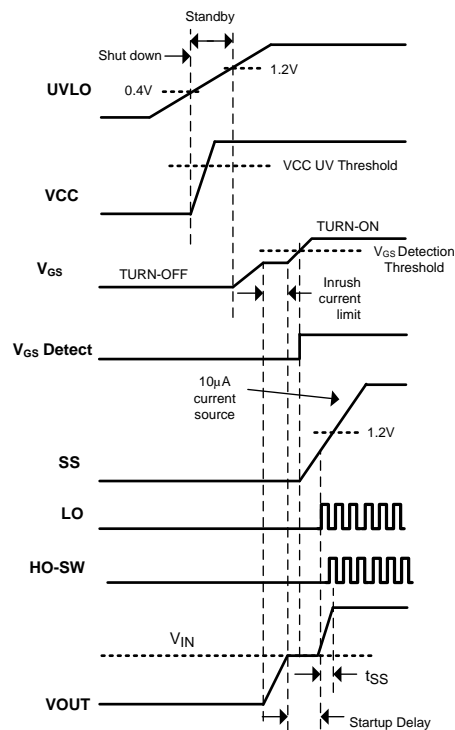 Standby
Shut down
1.2V
UVLO
0.4V
VCC UV Threshold
VCC
TURN-ON
VGS Detection
Threshold
VGS
TURN-OFF
Inrush
current
limit
VGS Detect
10µA
current
source
1.2V
SS
LO
HO-SW
VIN
tSS
VOUT
Startup Delay